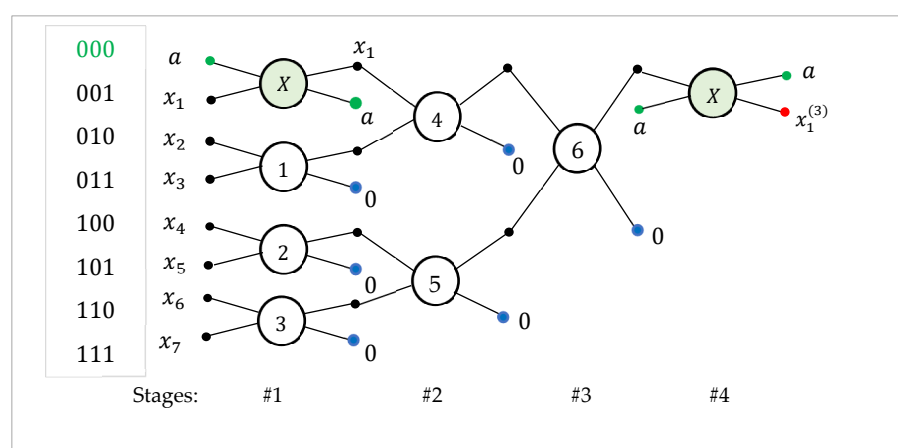 000
001
010
011
100
101
110
111
a
x₁
x₂
x₃
x₄
x₅
x₆
x₇
X
1
2
3
x₁
a
0
0
0
4
5
0
0
6
0
a
X
a
x₁⁽³⁾
Stages: #1 #2 #3 #4